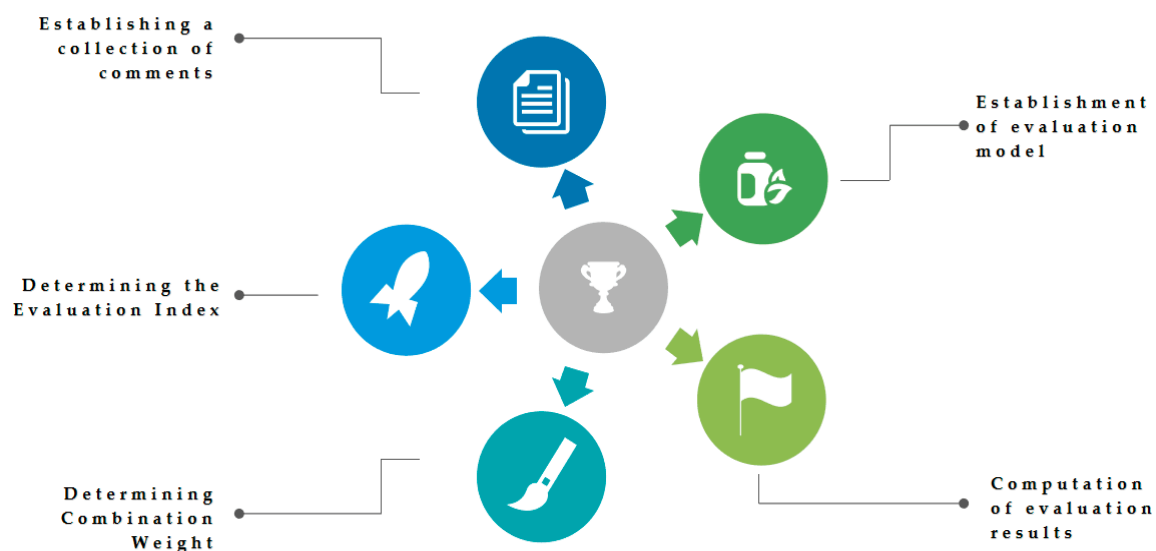 Establishing a
collection of
comments
Establishment
of evaluation
model
Determining the
Evaluation Index
Determining
Combination
Weight
Computation
of evaluation
results